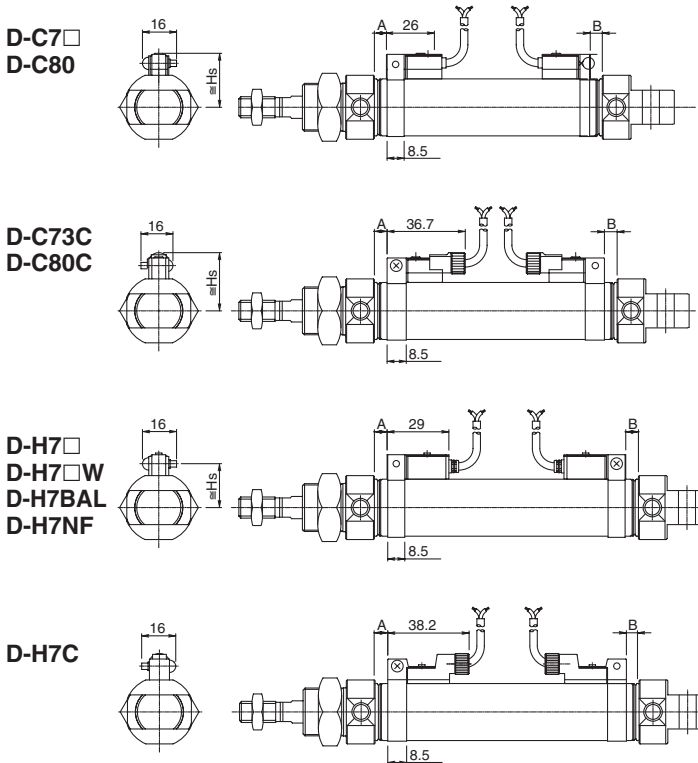 D-C7□
D-C80
16
≅Hs
A
26
B
8.5
D-C73C
D-C80C
16
≅Hs
A
36.7
B
8.5
D-H7□
D-H7□W
D-H7BAL
D-H7NF
16
≅Hs
A
29
B
8.5
D-H7C
16
A
38.2
B
8.5